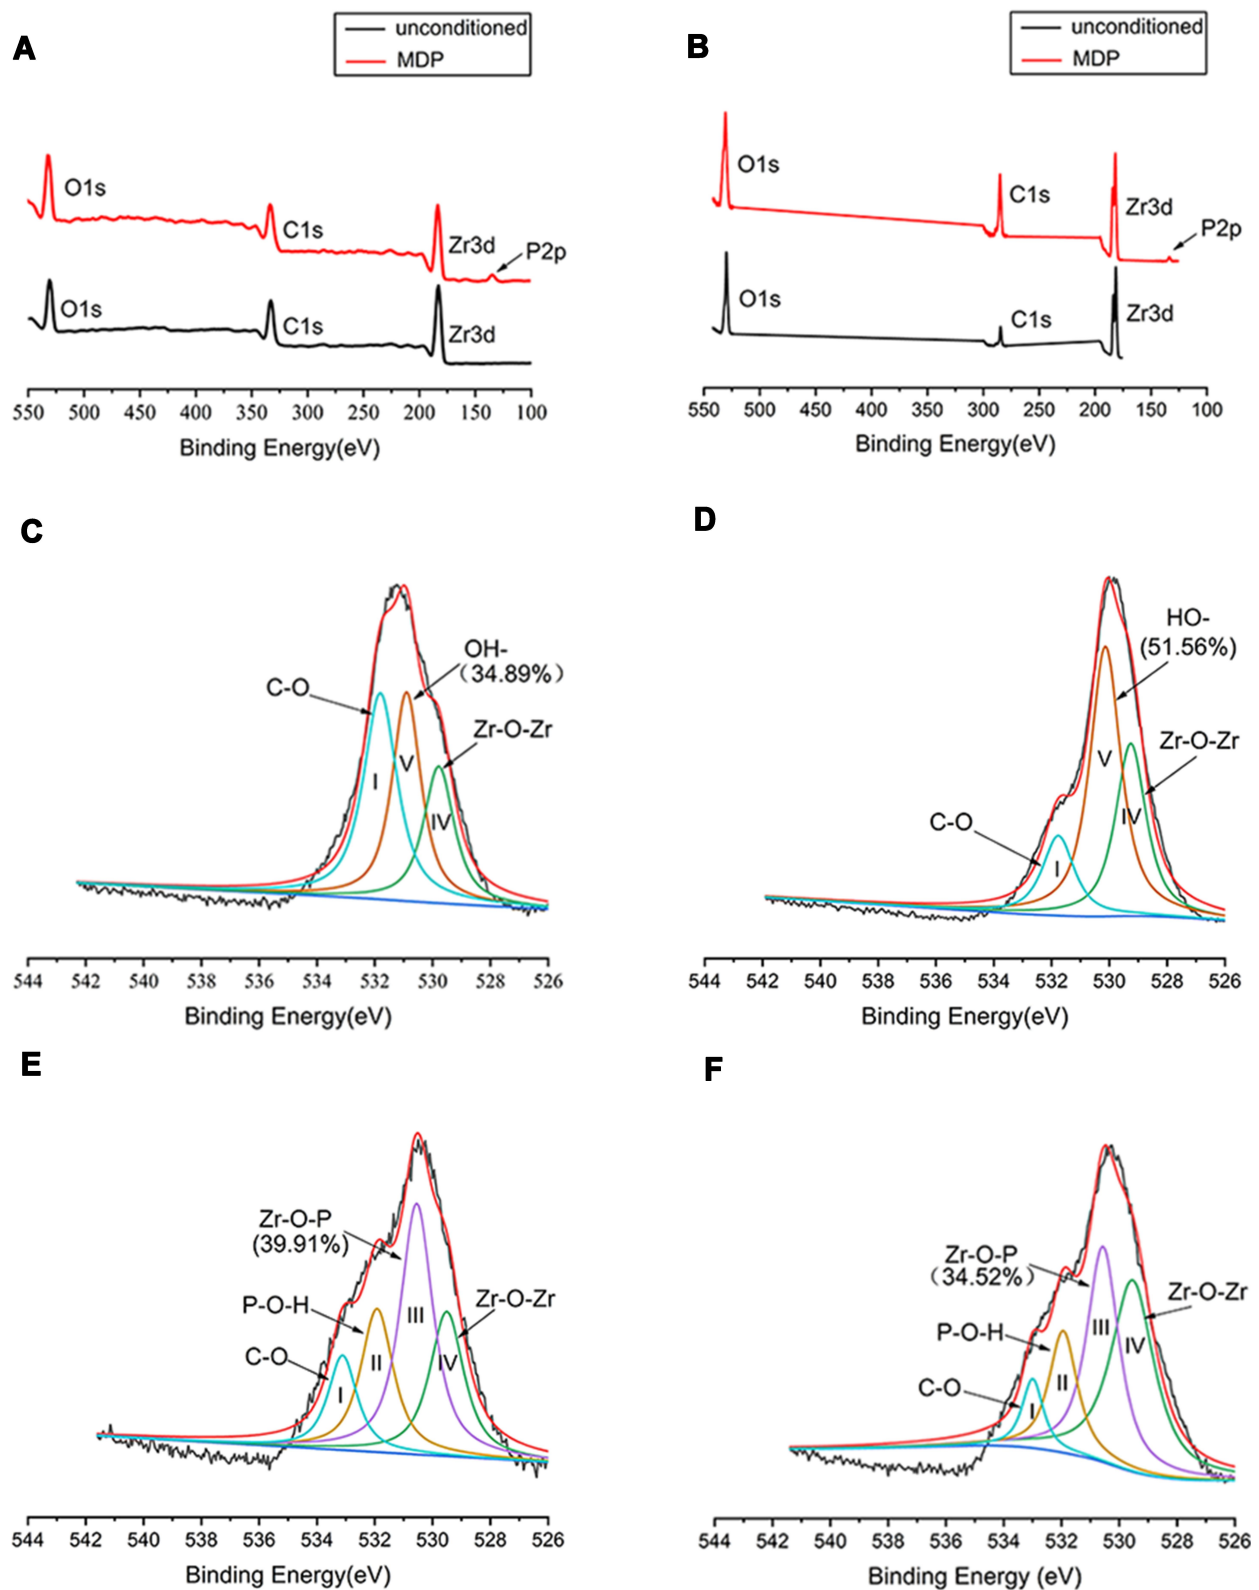 A
unconditioned
MDP
O1s
C1s
Zr3d
P2p
O1s
C1s
Zr3d
550 500 450 400 350 300 250 200 150 100
Binding Energy(eV)
B
unconditioned
MDP
O1s
C1s
Zr3d
P2p
O1s
C1s
Zr3d
550 500 450 400 350 300 250 200 150 100
Binding Energy(eV)
C
OH-
(34.89%)
C-O
Zr-O-Zr
I
V
IV
544 542 540 538 536 534 532 530 528 526
Binding Energy(eV)
D
HO-
(51.56%)
Zr-O-Zr
C-O
V
IV
I
544 542 540 538 536 534 532 530 528 526
Binding Energy(eV)
E
Zr-O-P
(39.91%)
P-O-H
Zr-O-Zr
C-O
III
II
IV
I
544 542 540 538 536 534 532 530 528 526
Binding Energy(eV)
F
Zr-O-P
(34.52%)
Zr-O-Zr
P-O-H
C-O
III
IV
II
I
544 542 540 538 536 534 532 530 528 526
Binding Energy (eV)